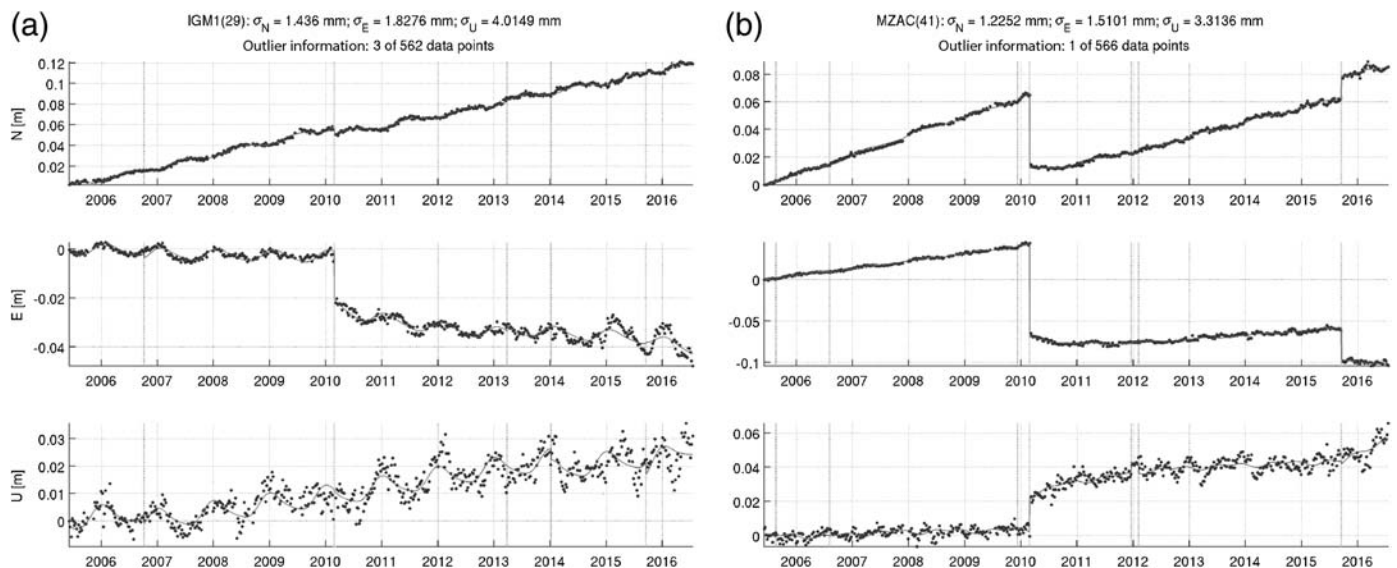 (a)
IGM1(29): σN = 1.436 mm; σE = 1.8276 mm; σU = 4.0149 mm
Outlier information: 3 of 562 data points
N [m]
0.12
0.1
0.08
0.06
0.04
0.02
2006 2007 2008 2009 2010 2011 2012 2013 2014 2015 2016
E [m]
0
-0.02
-0.04
2006 2007 2008 2009 2010 2011 2012 2013 2014 2015 2016
U [m]
0.03
0.02
0.01
0
2006 2007 2008 2009 2010 2011 2012 2013 2014 2015 2016
(b)
MZAC(41): σN = 1.2252 mm; σE = 1.5101 mm; σU = 3.3136 mm
Outlier information: 1 of 566 data points
0.08
0.06
0.04
0.02
0
2006 2007 2008 2009 2010 2011 2012 2013 2014 2015 2016
0
-0.05
-0.1
2006 2007 2008 2009 2010 2011 2012 2013 2014 2015 2016
0.06
0.04
0.02
0
2006 2007 2008 2009 2010 2011 2012 2013 2014 2015 2016